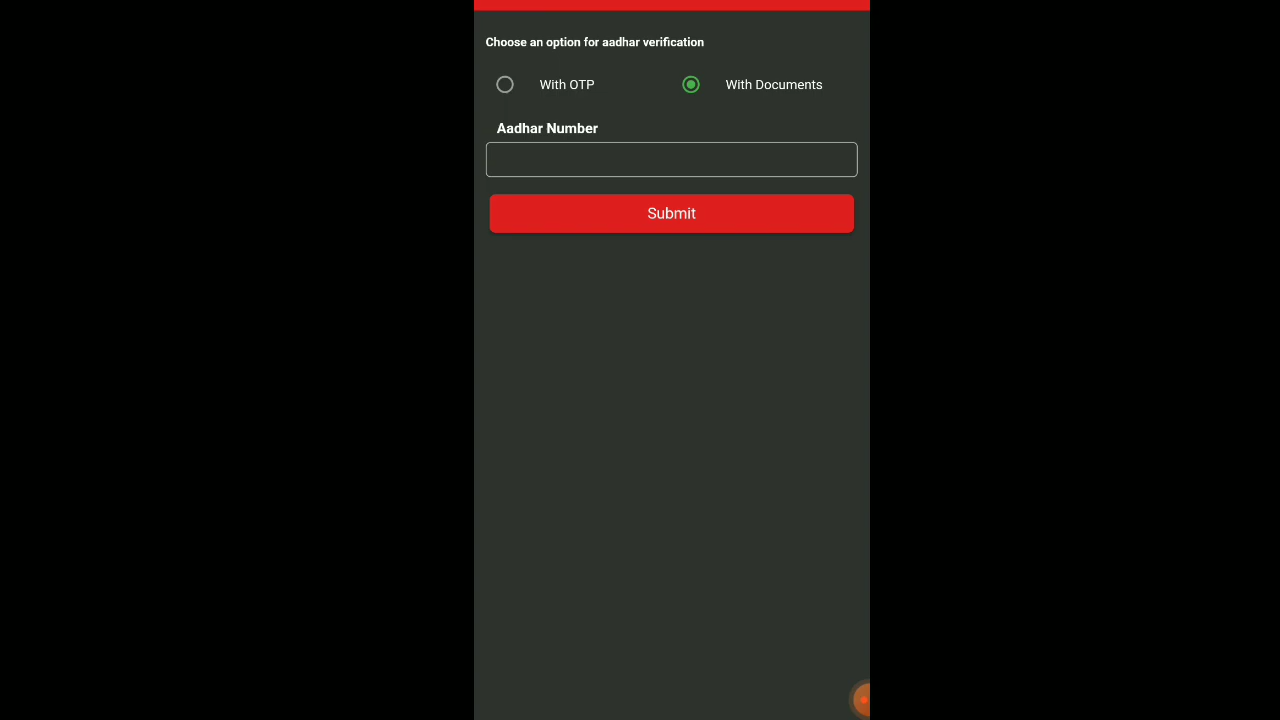 Choose an option for aadhar verification
With OTP With Documents
Aadhar Number
Submit